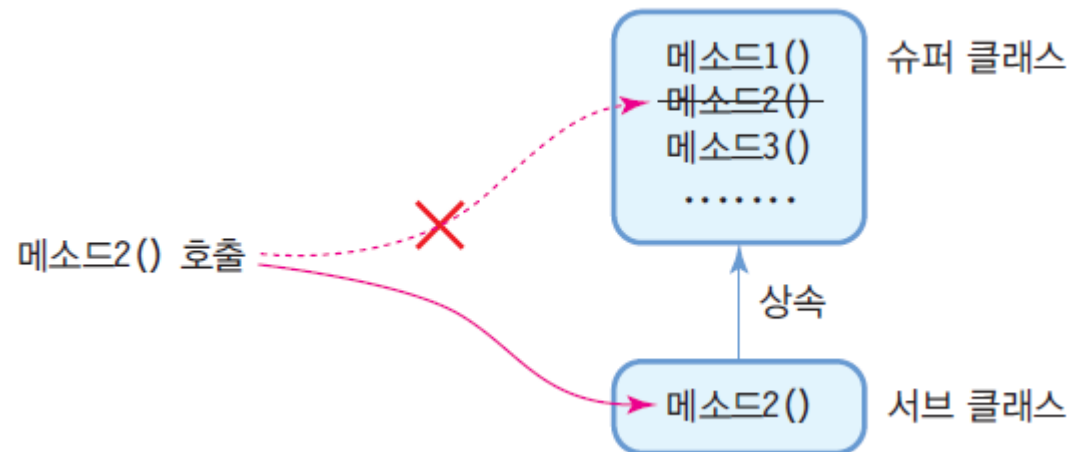 메소드1()
슈퍼 클래스
메소드2()
메소드3()
.......
메소드2() 호출
상속
메소드2()
서브 클래스